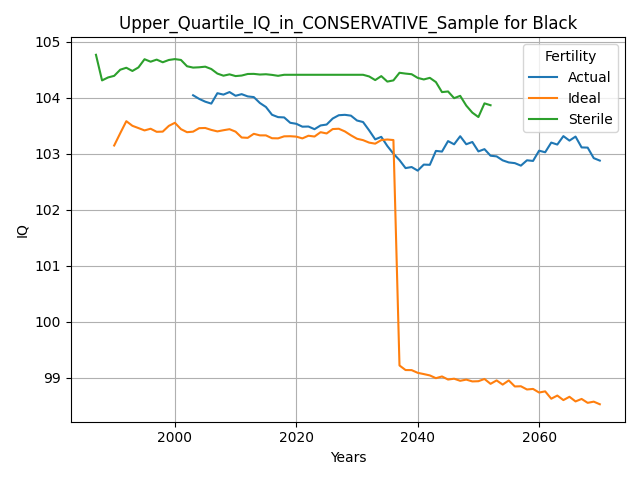 Upper_Quartile_IQ_in_CONSERVATIVE_Sample for Black
Fertility
Actual
Ideal
Sterile
105
104
103
102
101
100
99
IQ
2000
2020
2040
2060
Years